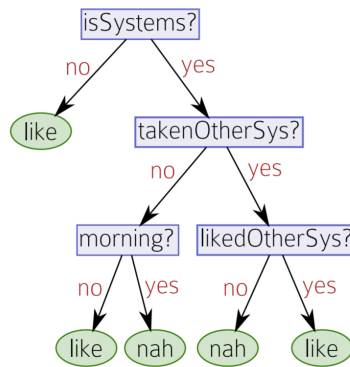 isSystems?
no
yes
like
takenOtherSys?
no
yes
morning?
likedOtherSys?
no
yes
no
yes
like
nah
nah
like